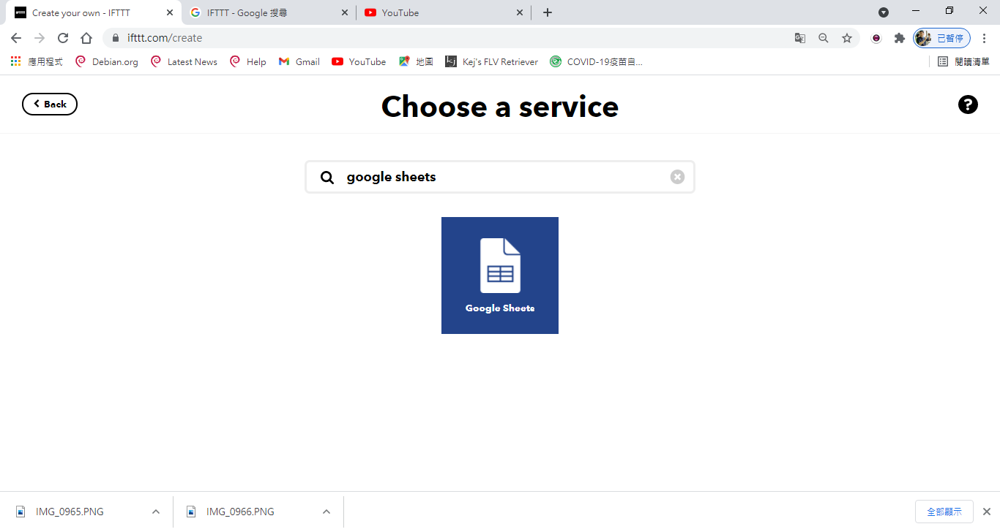 IFTTT Create your own - IFTTT
IFTTT - Google 搜尋
YouTube
ifttt.com/create
已暫停
應用程式
Debian.org
Latest News
Help
Gmail
YouTube
地圖
kj Kej's FLV Retriever
COVID-19疫苗自...
閱讀清單
Back
Choose a service
?
google sheets
Google Sheets
IMG_0965.PNG
IMG_0966.PNG
全部顯示